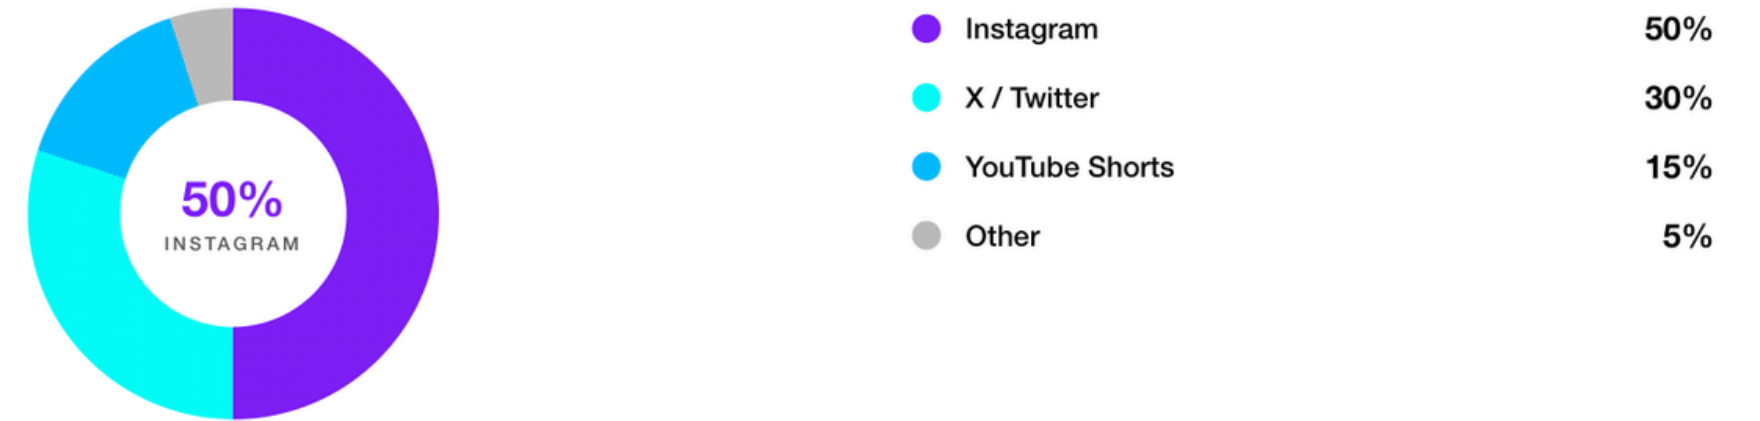 50%
INSTAGRAM
Instagram 50%
X / Twitter 30%
YouTube Shorts 15%
Other 5%